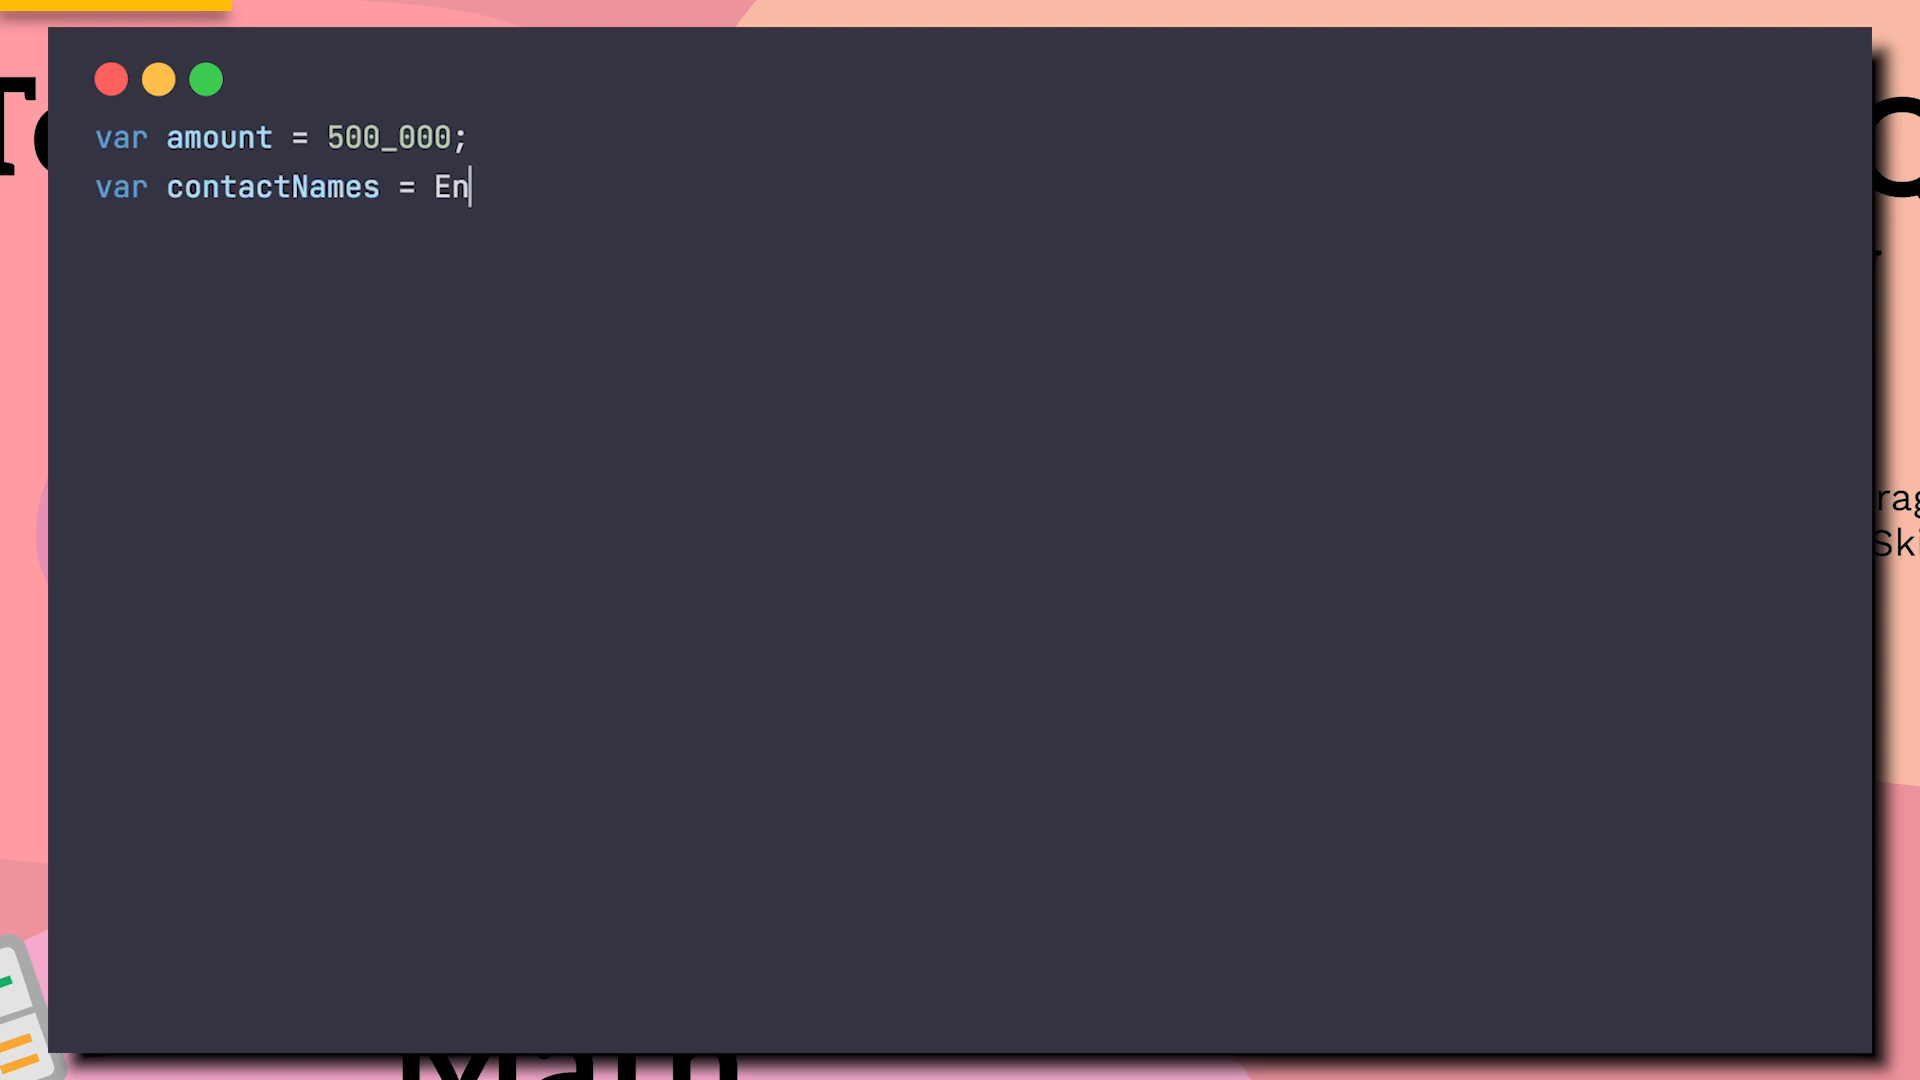 var amount = 500_000;
var contactNames = En